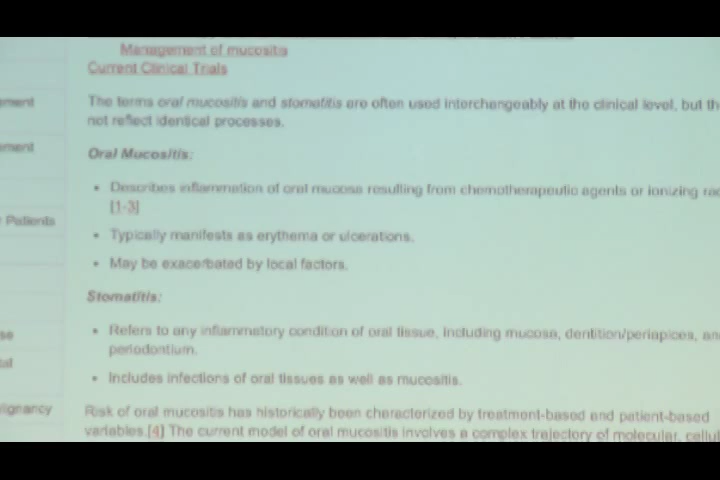 Management of mucositis
Current Clinical Trials
The terms oral mucositis and stomatitis are often used interchangeably at the clinical level, but
not reflect identical processes.
Oral Mucositis:
• Describes inflammation of oral mucosa resulting from chemotherapeutic agents or ionizing
[1-3]
• Typically manifests as erythema or ulcerations.
• May be exacerbated by local factors.
Stomatitis:
• Refers to any inflammatory condition of oral tissue, including mucosa, dentition/periapices,
periodontium.
• Includes infections of oral tissues as well as mucositis.
Risk of oral mucositis has historically been characterized by treatment-based and patient-based
variables.[4] The current model of oral mucositis involves a complex trajectory of molecular,
Patients